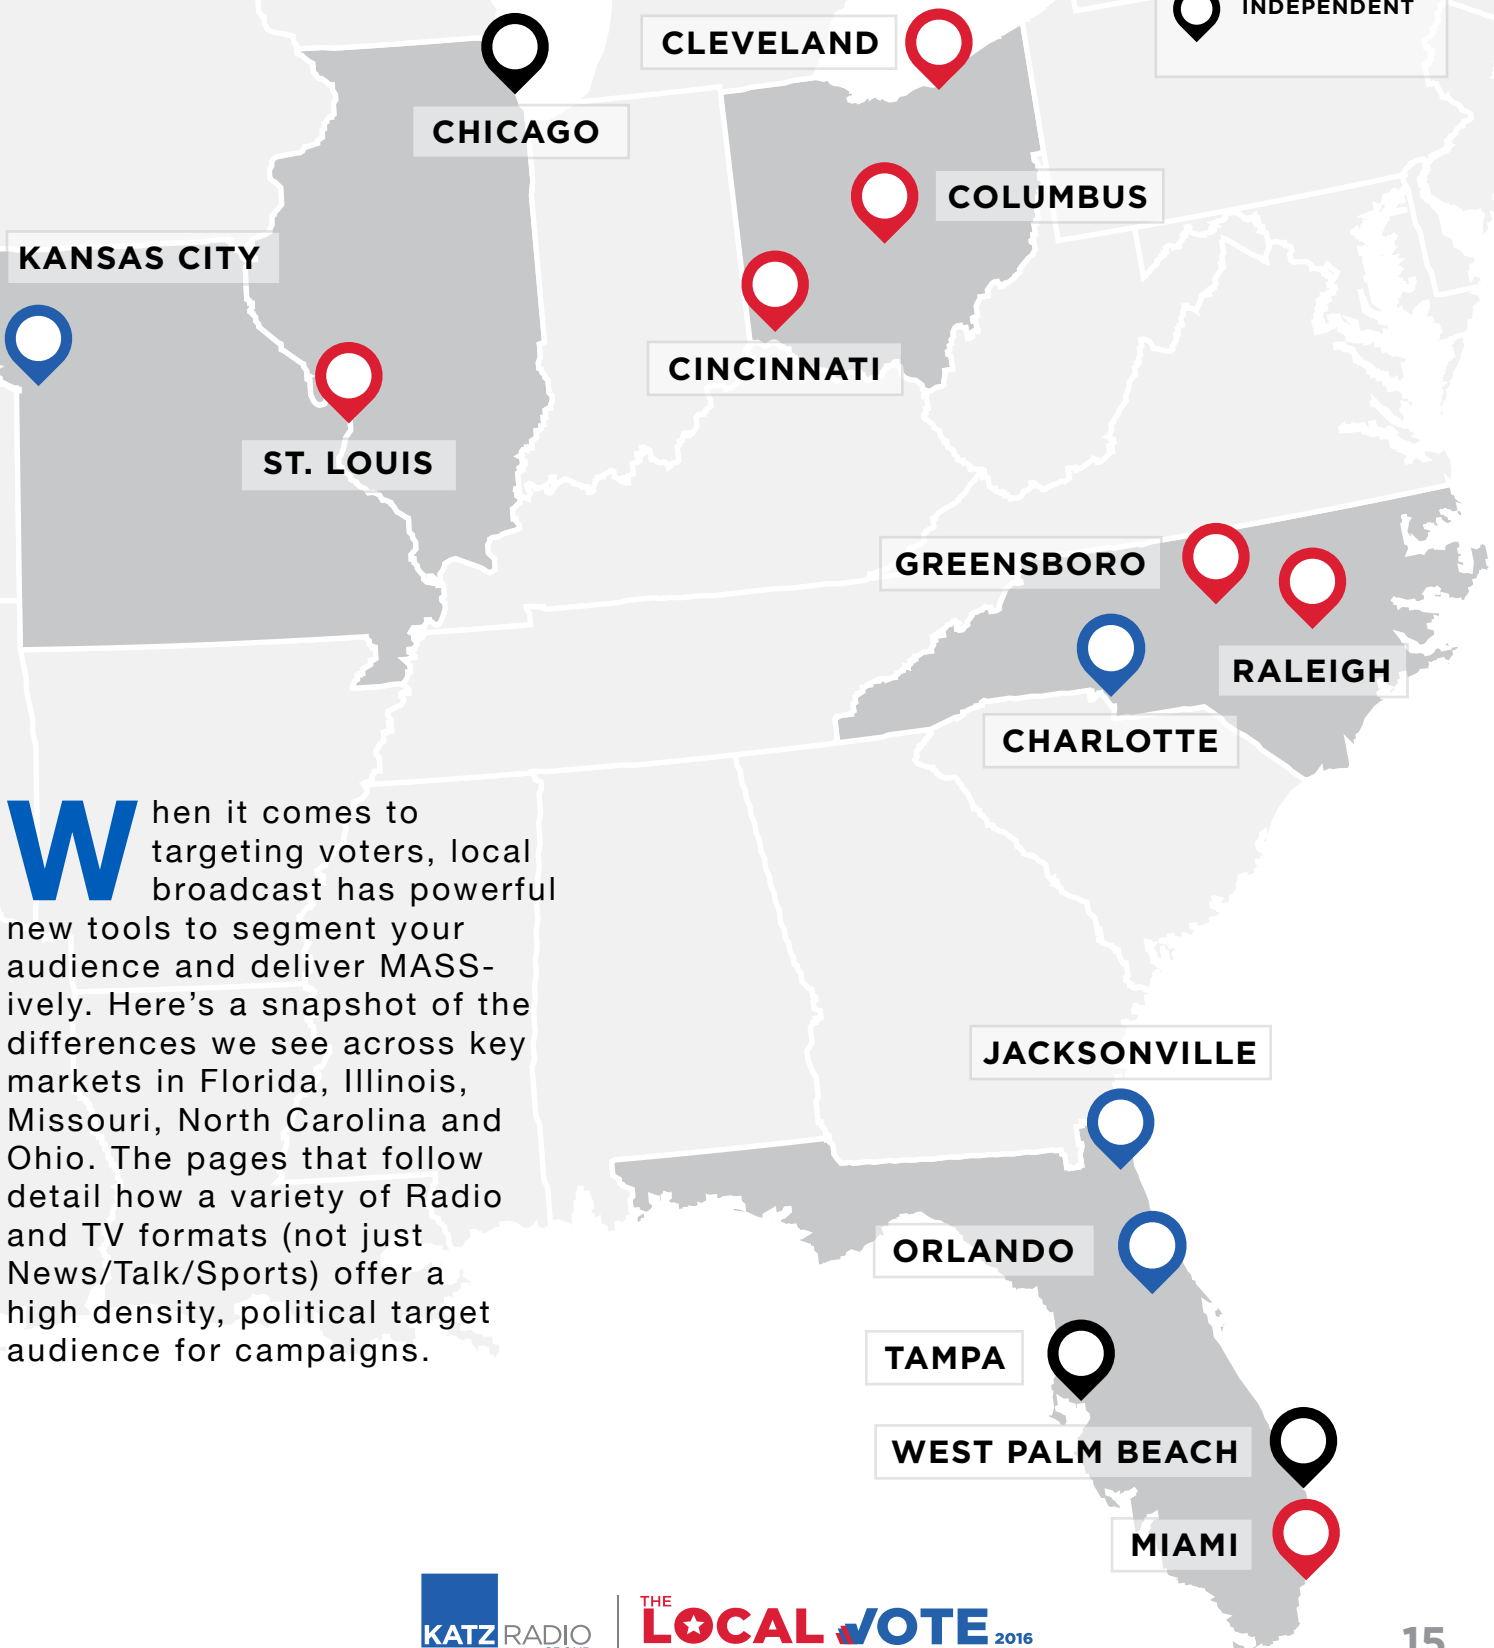 INDEPENDENT
CLEVELAND
CHICAGO
COLUMBUS
KANSAS CITY
CINCINNATI
ST. LOUIS
GREENSBORO
RALEIGH
CHARLOTTE
When it comes to
targeting voters, local
broadcast has powerful
new tools to segment your
audience and deliver MASS-
ively. Here’s a snapshot of the
differences we see across key
markets in Florida, Illinois,
Missouri, North Carolina and
Ohio. The pages that follow
detail how a variety of Radio
and TV formats (not just
News/Talk/Sports) offer a
high density, political target
audience for campaigns.
JACKSONVILLE
ORLANDO
TAMPA
WEST PALM BEACH
MIAMI
KATZ RADIO
GROUP
THE
LOCAL VOTE 2016
15